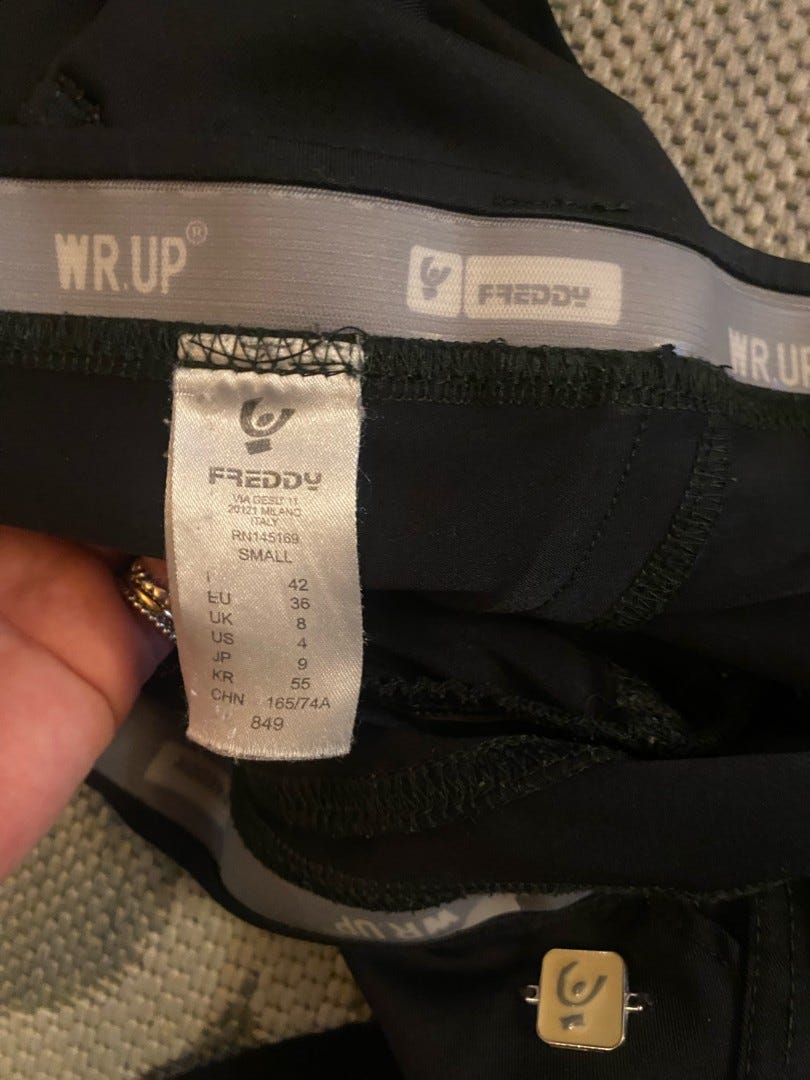 WR.UP®
FREDDY
WR.UP
FREDDY
VIA GESU' 11
20121 MILANO
ITALY
RN145169
SMALL
I 42
EU 36
UK 8
US 4
JP 9
KR 55
CHN 165/74A
849
WR.UP